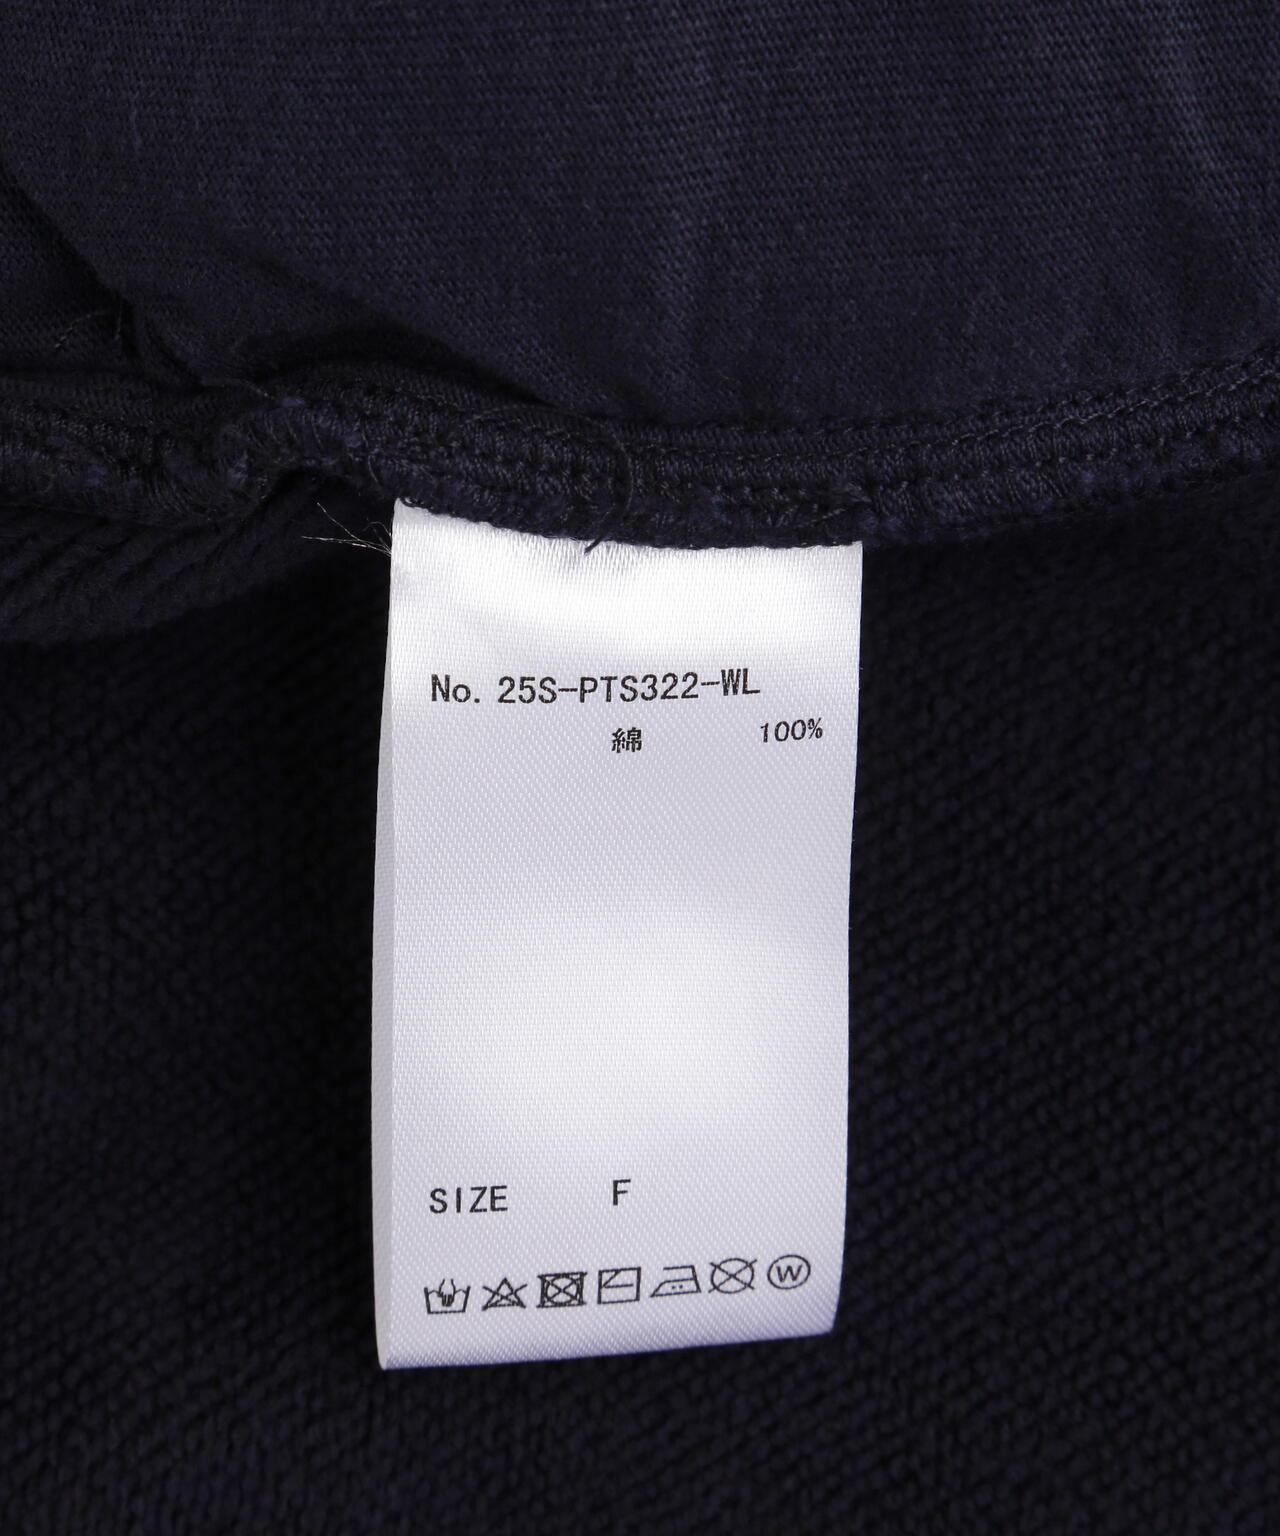 No. 25S-PTS322-WL
綿 100%
SIZE F
W